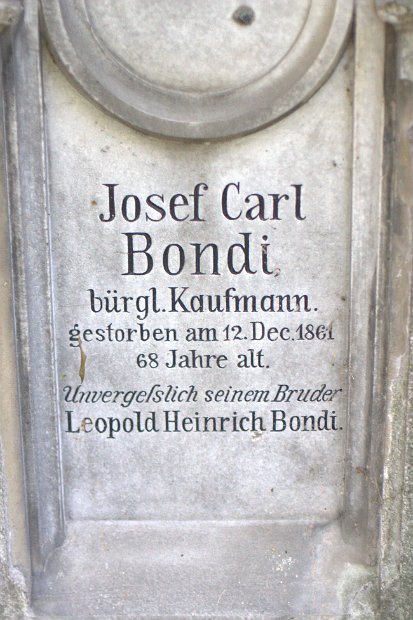 Josef Carl
Bondi,
bürgl. Kaufmann.
gestorben am 12. Dec. 1861
68 Jahre alt.
Unvergeſslich seinem Bruder
Leopold Heinrich Bondi.